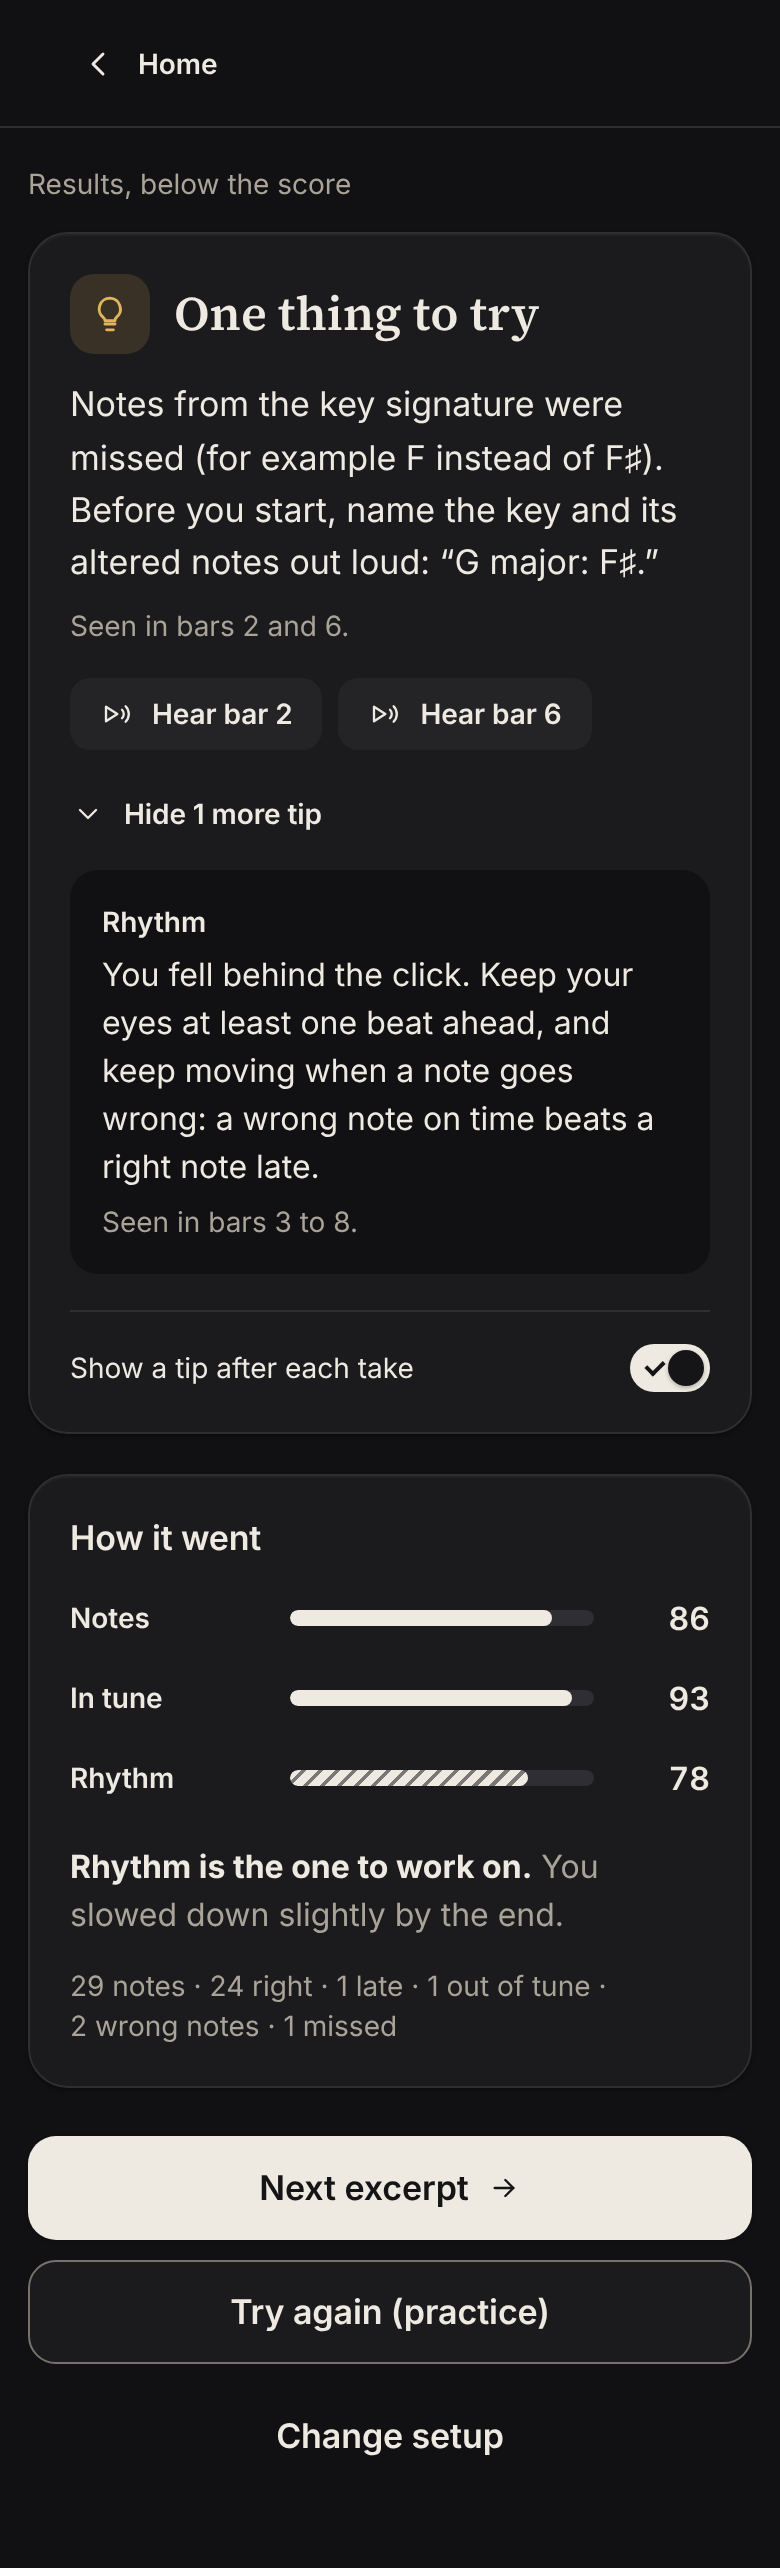 Home
Results, below the score
One thing to try
Notes from the key signature were
missed (for example F instead of F♯).
Before you start, name the key and its
altered notes out loud: “G major: F♯.”
Seen in bars 2 and 6.
Hear bar 2
Hear bar 6
Hide 1 more tip
Rhythm
You fell behind the click. Keep your
eyes at least one beat ahead, and
keep moving when a note goes
wrong: a wrong note on time beats a
right note late.
Seen in bars 3 to 8.
Show a tip after each take
How it went
Notes 86
In tune 93
Rhythm 78
Rhythm is the one to work on. You
slowed down slightly by the end.
29 notes · 24 right · 1 late · 1 out of tune ·
2 wrong notes · 1 missed
Next excerpt →
Try again (practice)
Change setup